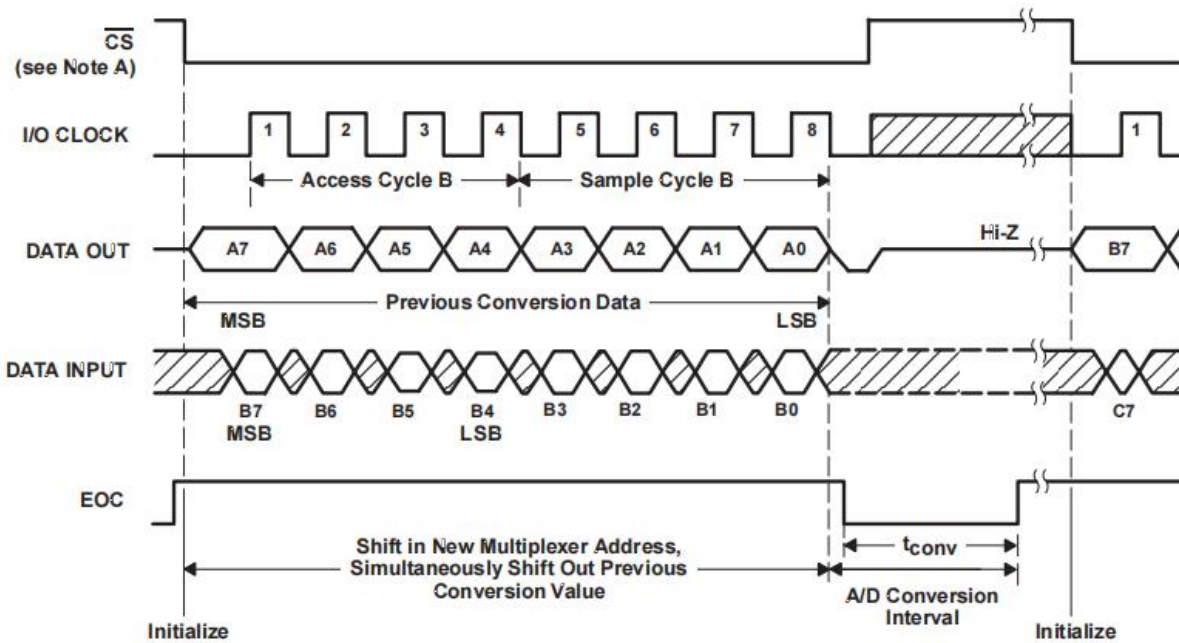 CS
(see Note A)
I/O CLOCK
1 2 3 4 5 6 7 8 1
Access Cycle B Sample Cycle B
Hi-Z
DATA OUT
A7 A6 A5 A4 A3 A2 A1 A0 B7
Previous Conversion Data
MSB LSB
DATA INPUT
B7 B6 B5 B4 B3 B2 B1 B0 C7
MSB LSB
EOC
Shift in New Multiplexer Address,
Simultaneously Shift Out Previous
Conversion Value
tconv
A/D Conversion
Interval
Initialize Initialize